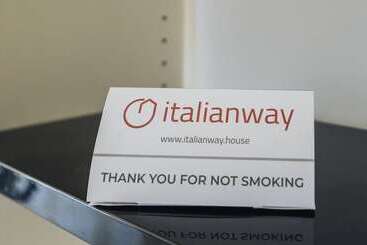 italianway
www.italianway.house
THANK YOU FOR NOT SMOKING